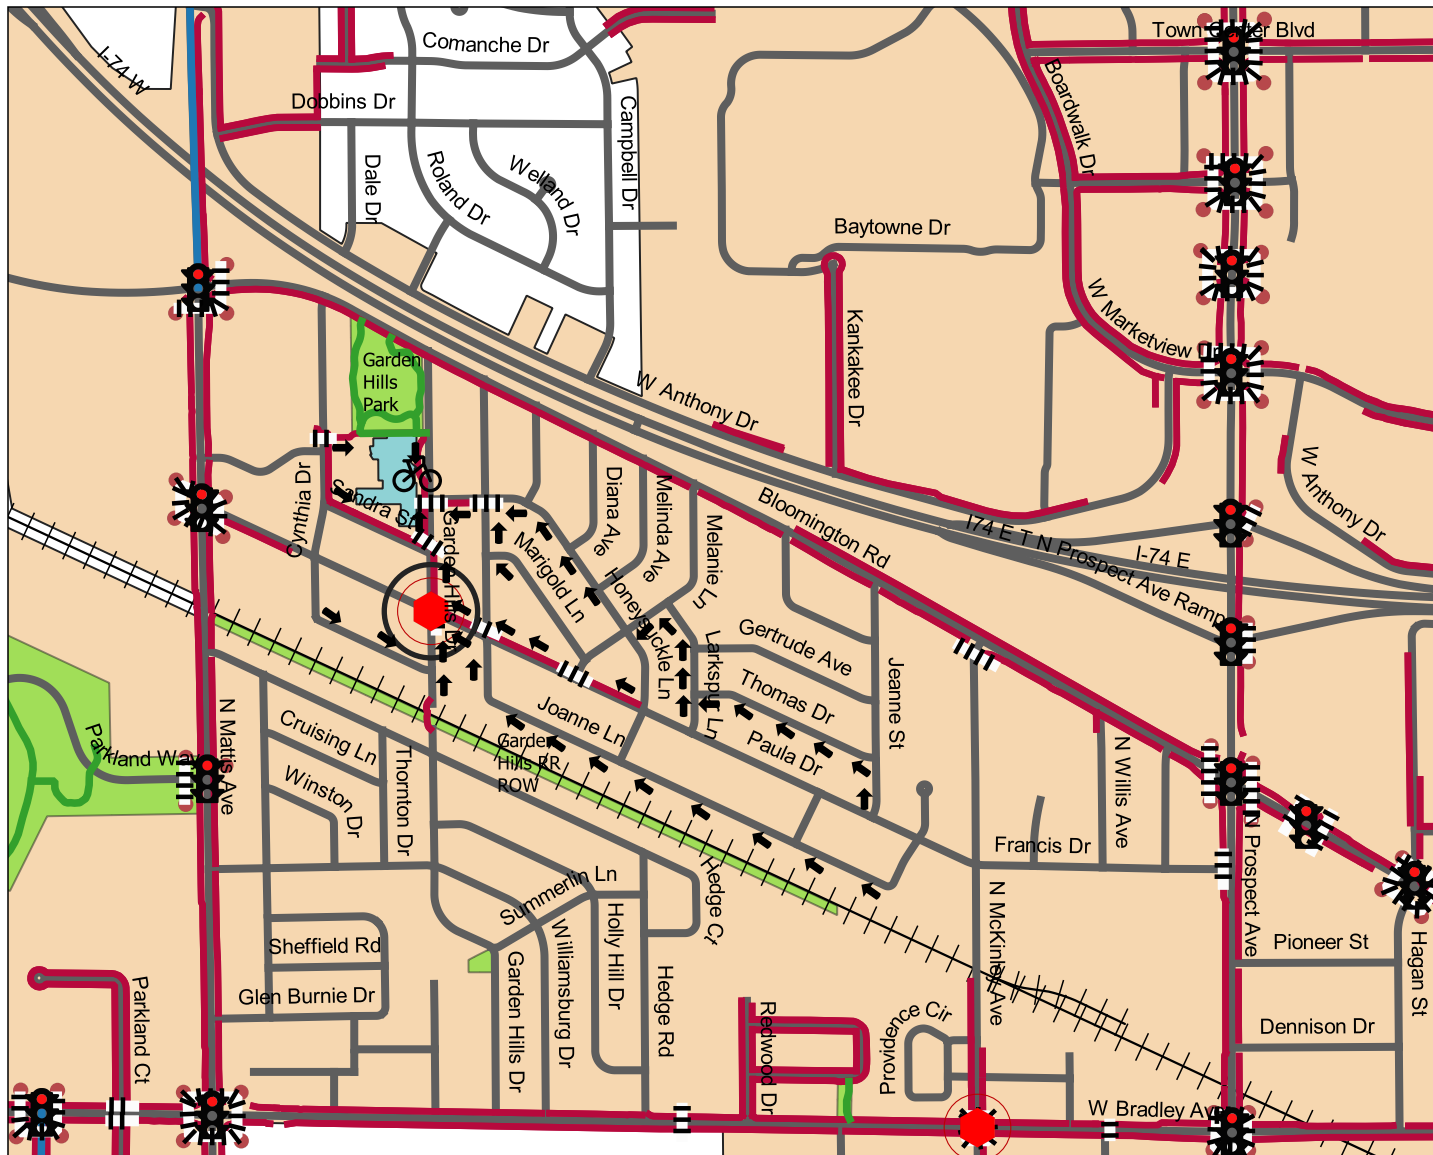 Town Center Blvd
Comanche Dr
I-74 W
Dobbins Dr
Campbell Dr
Boardwalk Dr
Dale Dr
Roland Dr
Welland Dr
Baytowne Dr
W Marketview Dr
Kankakee Dr
Garden
Hills
Park
W Anthony Dr
W Anthony Dr
Cynthia Dr
Sandra St
Diana Ave
Melinda Ave
Melanie Ln
Bloomington Rd
I74 E T N Prospect Ave Ramp
I-74 E
Garden Hills Dr
Marigold Ln
Honeysuckle Ln
Larkspur Ln
Gertrude Ave
Thomas Dr
Paula Dr
Jeanne St
Joanne Ln
Garden
Hills RR
ROW
N Mattis Ave
Parkland Way
Cruising Ln
Winston Dr
Thornton Dr
N Willis Ave
Francis Dr
N Prospect Ave
Summerlin Ln
Hedge Ct
N McKinley Ave
Sheffield Rd
Glen Burnie Dr
Garden Hills Dr
Williamsburg Dr
Holly Hill Dr
Hedge Rd
Redwood Dr
Providence Cir
Pioneer St
Hagan St
Dennison Dr
Parkland Ct
W Bradley Ave